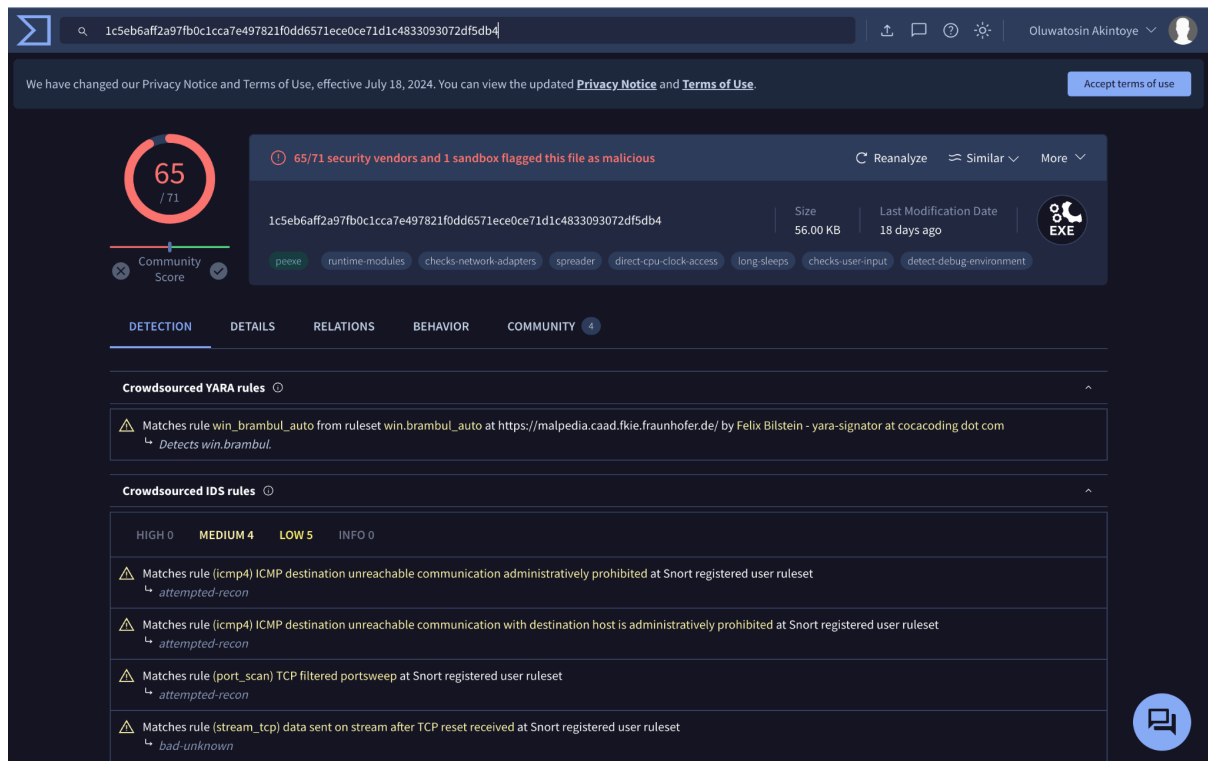 1c5eb6aff2a97fb0c1cca7e497821f0dd6571ece0ce71d1c4833093072df5db4
Oluwatosin Akintoye
We have changed our Privacy Notice and Terms of Use, effective July 18, 2024. You can view the updated Privacy Notice and Terms of Use.
Accept terms of use
65
/ 71
Community
Score
65/71 security vendors and 1 sandbox flagged this file as malicious
Reanalyze
Similar
More
1c5eb6aff2a97fb0c1cca7e497821f0dd6571ece0ce71d1c4833093072df5db4
Size
56.00 KB
Last Modification Date
18 days ago
EXE
peexe
runtime-modules
checks-network-adapters
spreader
direct-cpu-clock-access
long-sleeps
checks-user-input
detect-debug-environment
DETECTION
DETAILS
RELATIONS
BEHAVIOR
COMMUNITY 4
Crowdsourced YARA rules
Matches rule win_brambul_auto from ruleset win.brambul_auto at https://malpedia.caad.fkie.fraunhofer.de/ by Felix Bilstein - yara-signator at cocacoding dot com
Detects win.brambul.
Crowdsourced IDS rules
HIGH 0
MEDIUM 4
LOW 5
INFO 0
Matches rule (icmp4) ICMP destination unreachable communication administratively prohibited at Snort registered user ruleset
attempted-recon
Matches rule (icmp4) ICMP destination unreachable communication with destination host is administratively prohibited at Snort registered user ruleset
attempted-recon
Matches rule (port_scan) TCP filtered portsweep at Snort registered user ruleset
attempted-recon
Matches rule (stream_tcp) data sent on stream after TCP reset received at Snort registered user ruleset
bad-unknown